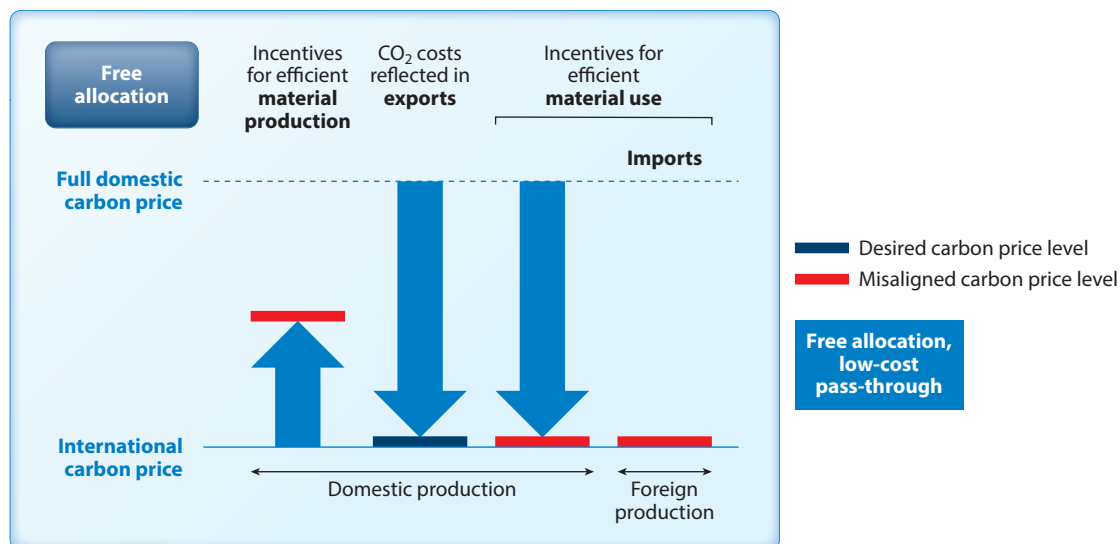 Free
allocation
Incentives
for efficient
material
production
CO₂ costs
reflected in
exports
Incentives for
efficient
material use
Imports
Full domestic
carbon price
International
carbon price
Domestic production
Foreign
production
Desired carbon price level
Misaligned carbon price level
Free allocation,
low-cost
pass-through